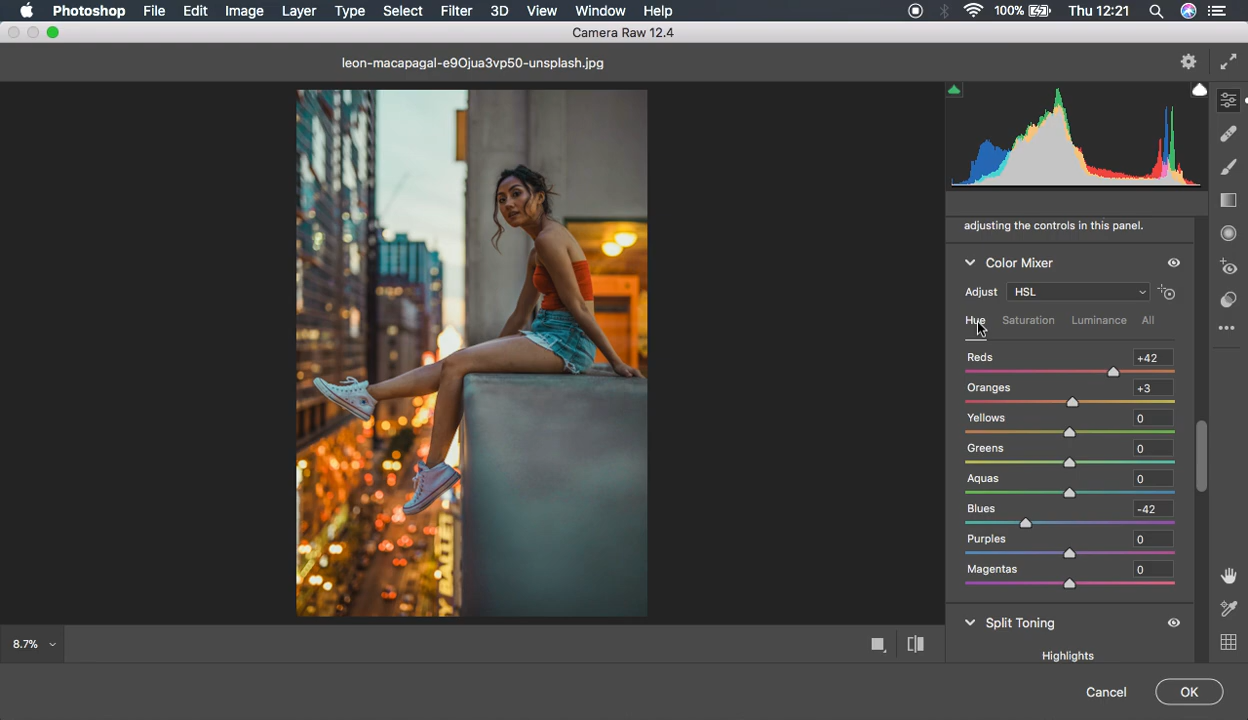 Photoshop File Edit Image Layer Type Select Filter 3D View Window Help 100% Thu 12:21
Camera Raw 12.4
leon-macapagal-e9Ojua3vp50-unsplash.jpg
adjusting the controls in this panel.
Color Mixer
Adjust HSL
Hue Saturation Luminance All
Reds +42
Oranges +3
Yellows 0
Greens 0
Aquas 0
Blues -42
Purples 0
Magentas 0
Split Toning
Highlights
8.7%
Cancel OK